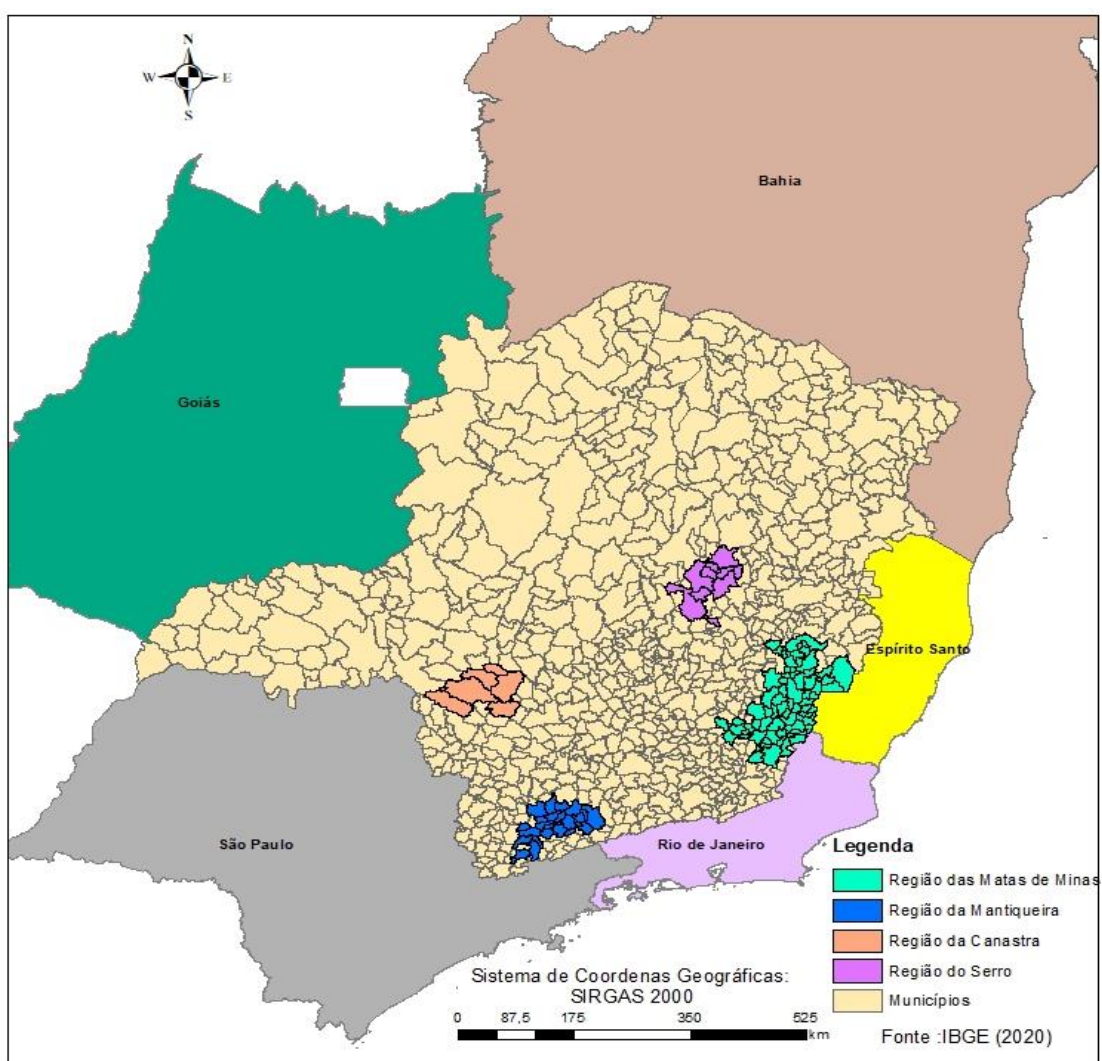 N
W E
S
Bahia
Goiás
Espírito Santo
São Paulo
Rio de Janeiro
Legenda
Região das Matas de Minas
Região da Mantiqueira
Região da Canastra
Região do Serro
Municípios
Sistema de Coordenas Geográficas:
SIRGAS 2000
0 87,5 175 350 525
km
Fonte :IBGE (2020)